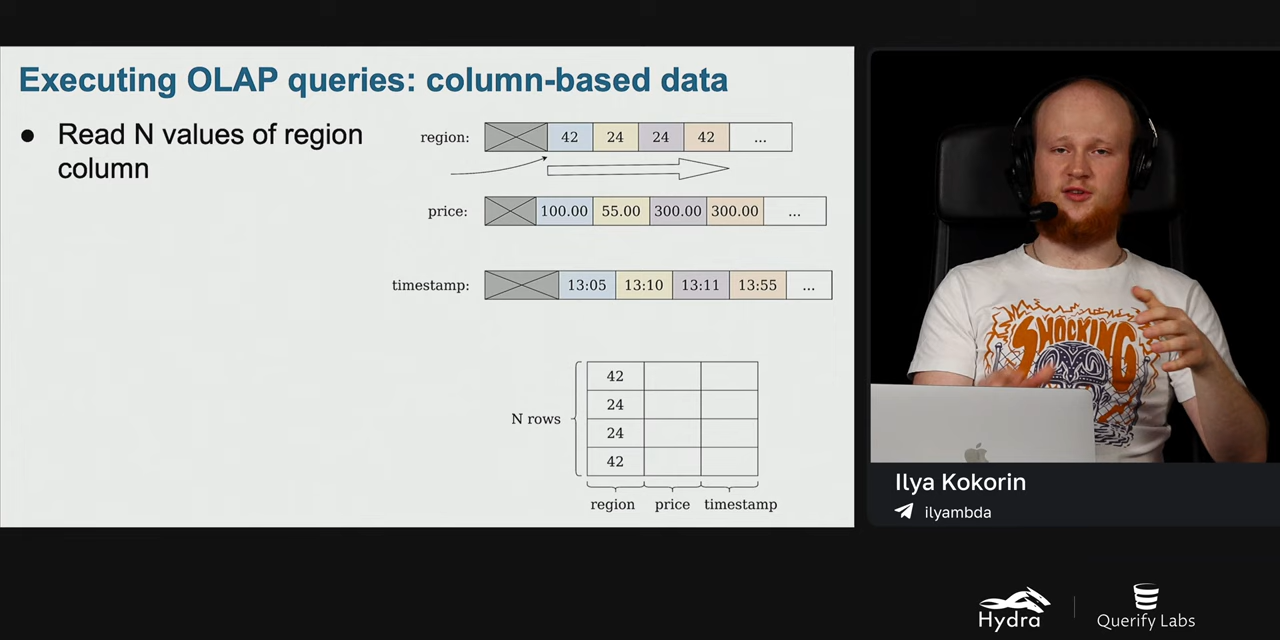 Executing OLAP queries: column-based data
● Read N values of region
column
region: 42 24 24 42 ...
price: 100.00 55.00 300.00 300.00 ...
timestamp: 13:05 13:10 13:11 13:55 ...
42
24
N rows
24
42
region price timestamp
SHOCKING
Ilya Kokorin
ilyambda
Hydra
Querify Labs